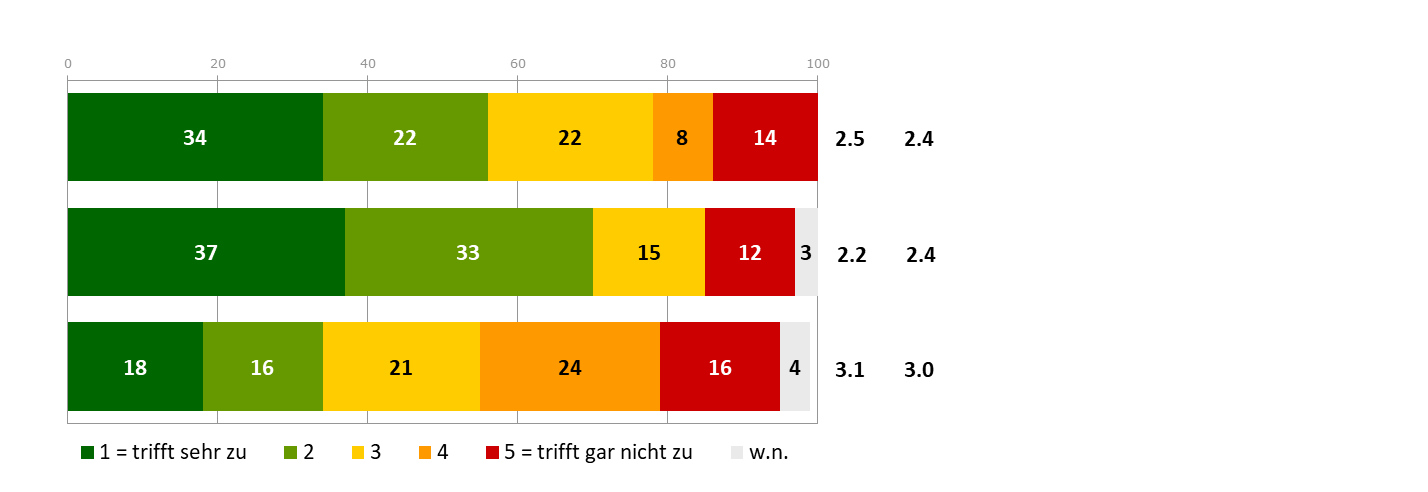 0 20 40 60 80 100
34 22 22 8 14 2.5 2.4
37 33 15 12 3 2.2 2.4
18 16 21 24 16 4 3.1 3.0
1 = trifft sehr zu 2 3 4 5 = trifft gar nicht zu w.n.